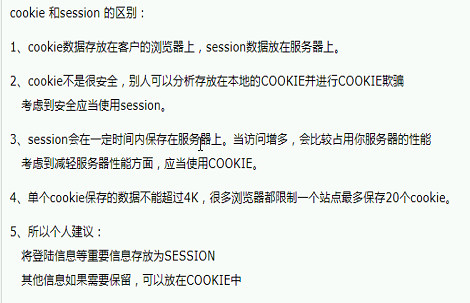 cookie 和session 的区别：
1、cookie数据存放在客户的浏览器上，session数据放在服务器上。
2、cookie不是很安全，别人可以分析存放在本地的COOKIE并进行COOKIE欺骗
考虑到安全应当使用session。
3、session会在一定时间内保存在服务器上。当访问增多，会比较占用你服务器的性能
考虑到减轻服务器性能方面，应当使用COOKIE。
4、单个cookie保存的数据不能超过4K，很多浏览器都限制一个站点最多保存20个cookie。
5、所以个人建议：
将登陆信息等重要信息存放为SESSION
其他信息如果需要保留，可以放在COOKIE中